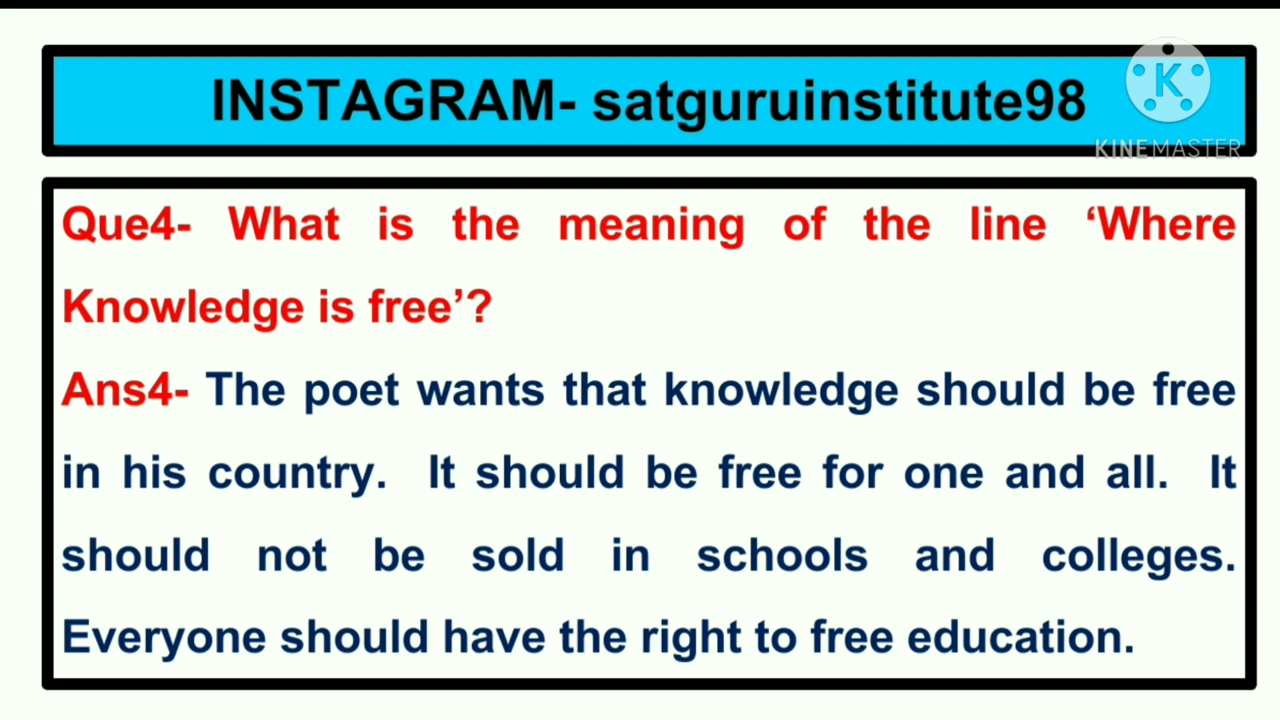 INSTAGRAM- satguruinstitute98
K
KINEMASTER
Que4- What is the meaning of the line ‘Where
Knowledge is free’?
Ans4- The poet wants that knowledge should be free
in his country. It should be free for one and all. It
should not be sold in schools and colleges.
Everyone should have the right to free education.